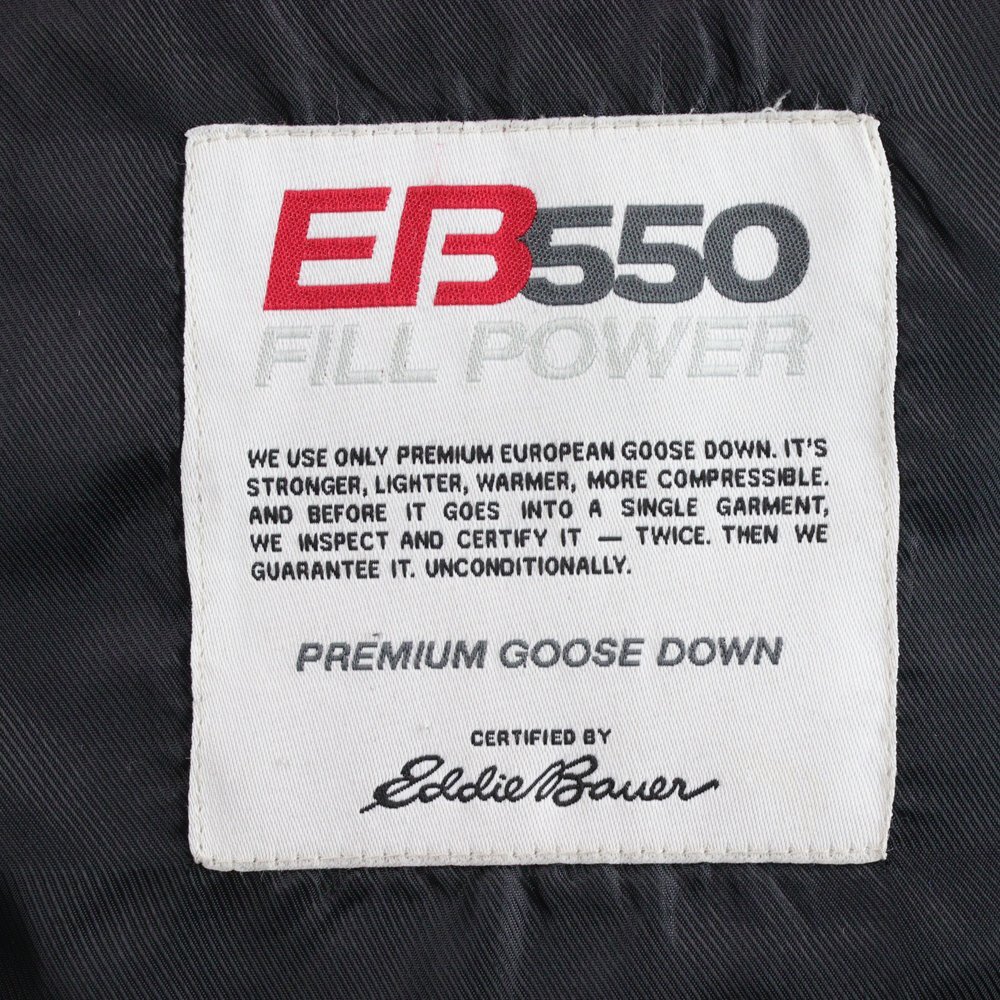 EB550
FILL POWER
WE USE ONLY PREMIUM EUROPEAN GOOSE DOWN. IT'S
STRONGER, LIGHTER, WARMER, MORE COMPRESSIBLE.
AND BEFORE IT GOES INTO A SINGLE GARMENT,
WE INSPECT AND CERTIFY IT — TWICE. THEN WE
GUARANTEE IT. UNCONDITIONALLY.
PREMIUM GOOSE DOWN
CERTIFIED BY
Eddie Bauer